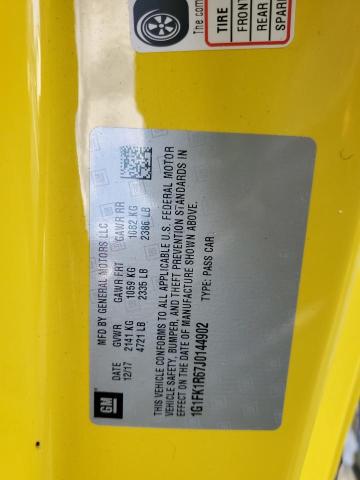 The com
TIRE
FRONT
REAR
SPARE
MFD BY GENERAL MOTORS LLC
DATE GVWR GAWR FRT GAWR RR
12/17 2141 KG 1059 KG 1082 KG
4721 LB 2335 LB 2386 LB
THIS VEHICLE CONFORMS TO ALL APPLICABLE U.S. FEDERAL MOTOR
VEHICLE SAFETY, BUMPER, AND THEFT PREVENTION STANDARDS IN
EFFECT ON THE DATE OF MANUFACTURE SHOWN ABOVE.
1G1FK1R67J0144902 TYPE: PASS CAR
GM